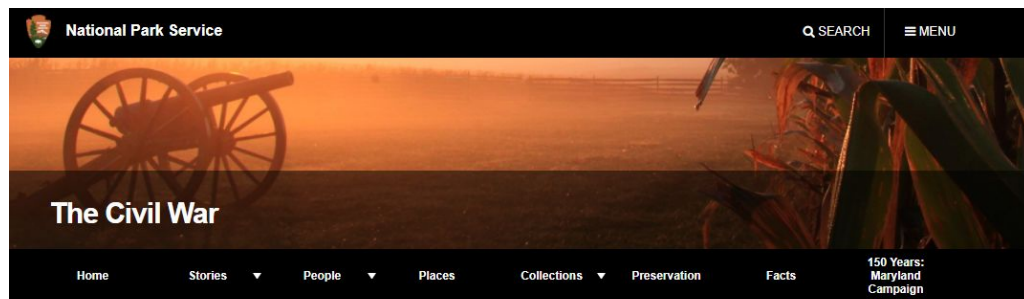 National Park Service
SEARCH
MENU
The Civil War
Home
Stories
People
Places
Collections
Preservation
Facts
150 Years:
Maryland
Campaign